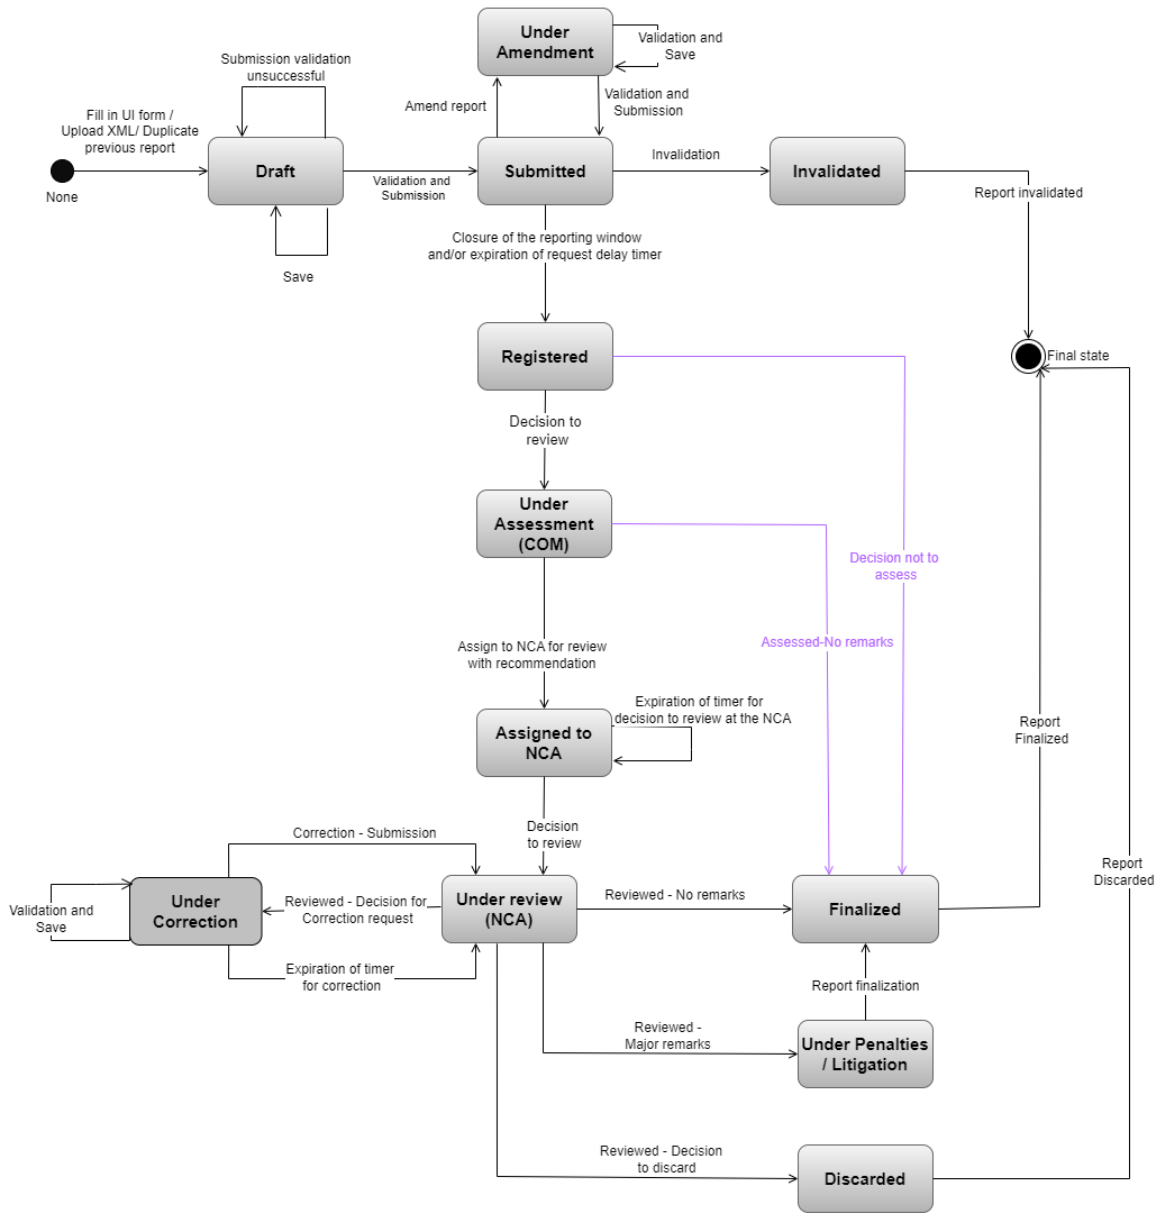 Under
Amendment
Validation and
Save
Submission validation
unsuccessful
Amend report
Validation and
Submission
Fill in UI form /
Upload XML/ Duplicate
previous report
None
Draft
Validation and
Submission
Submitted
Invalidation
Invalidated
Report invalidated
Save
Closure of the reporting window
and/or expiration of request delay timer
Registered
Final state
Decision to
review
Under
Assessment
(COM)
Decision not to
assess
Assessed-No remarks
Assign to NCA for review
with recommendation
Expiration of timer for
decision to review at the NCA
Assigned to
NCA
Report
Finalized
Decision
to review
Correction - Submission
Report
Discarded
Validation and
Save
Under
Correction
Reviewed - Decision for
Correction request
Under review
(NCA)
Reviewed - No remarks
Finalized
Expiration of timer
for correction
Report finalization
Reviewed -
Major remarks
Under Penalties
/ Litigation
Reviewed - Decision
to discard
Discarded